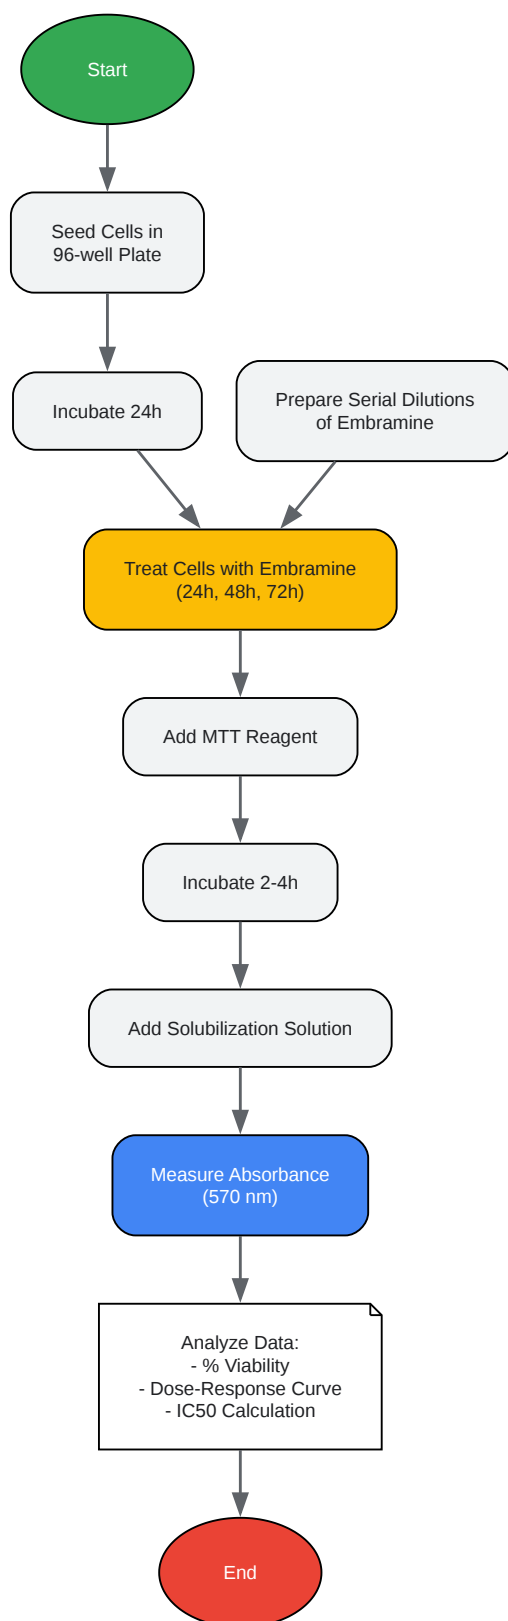 Start
Seed Cells in
96-well Plate
Incubate 24h
Prepare Serial Dilutions
of Embramine
Treat Cells with Embramine
(24h, 48h, 72h)
Add MTT Reagent
Incubate 2-4h
Add Solubilization Solution
Measure Absorbance
(570 nm)
Analyze Data:
- % Viability
- Dose-Response Curve
- IC50 Calculation
End